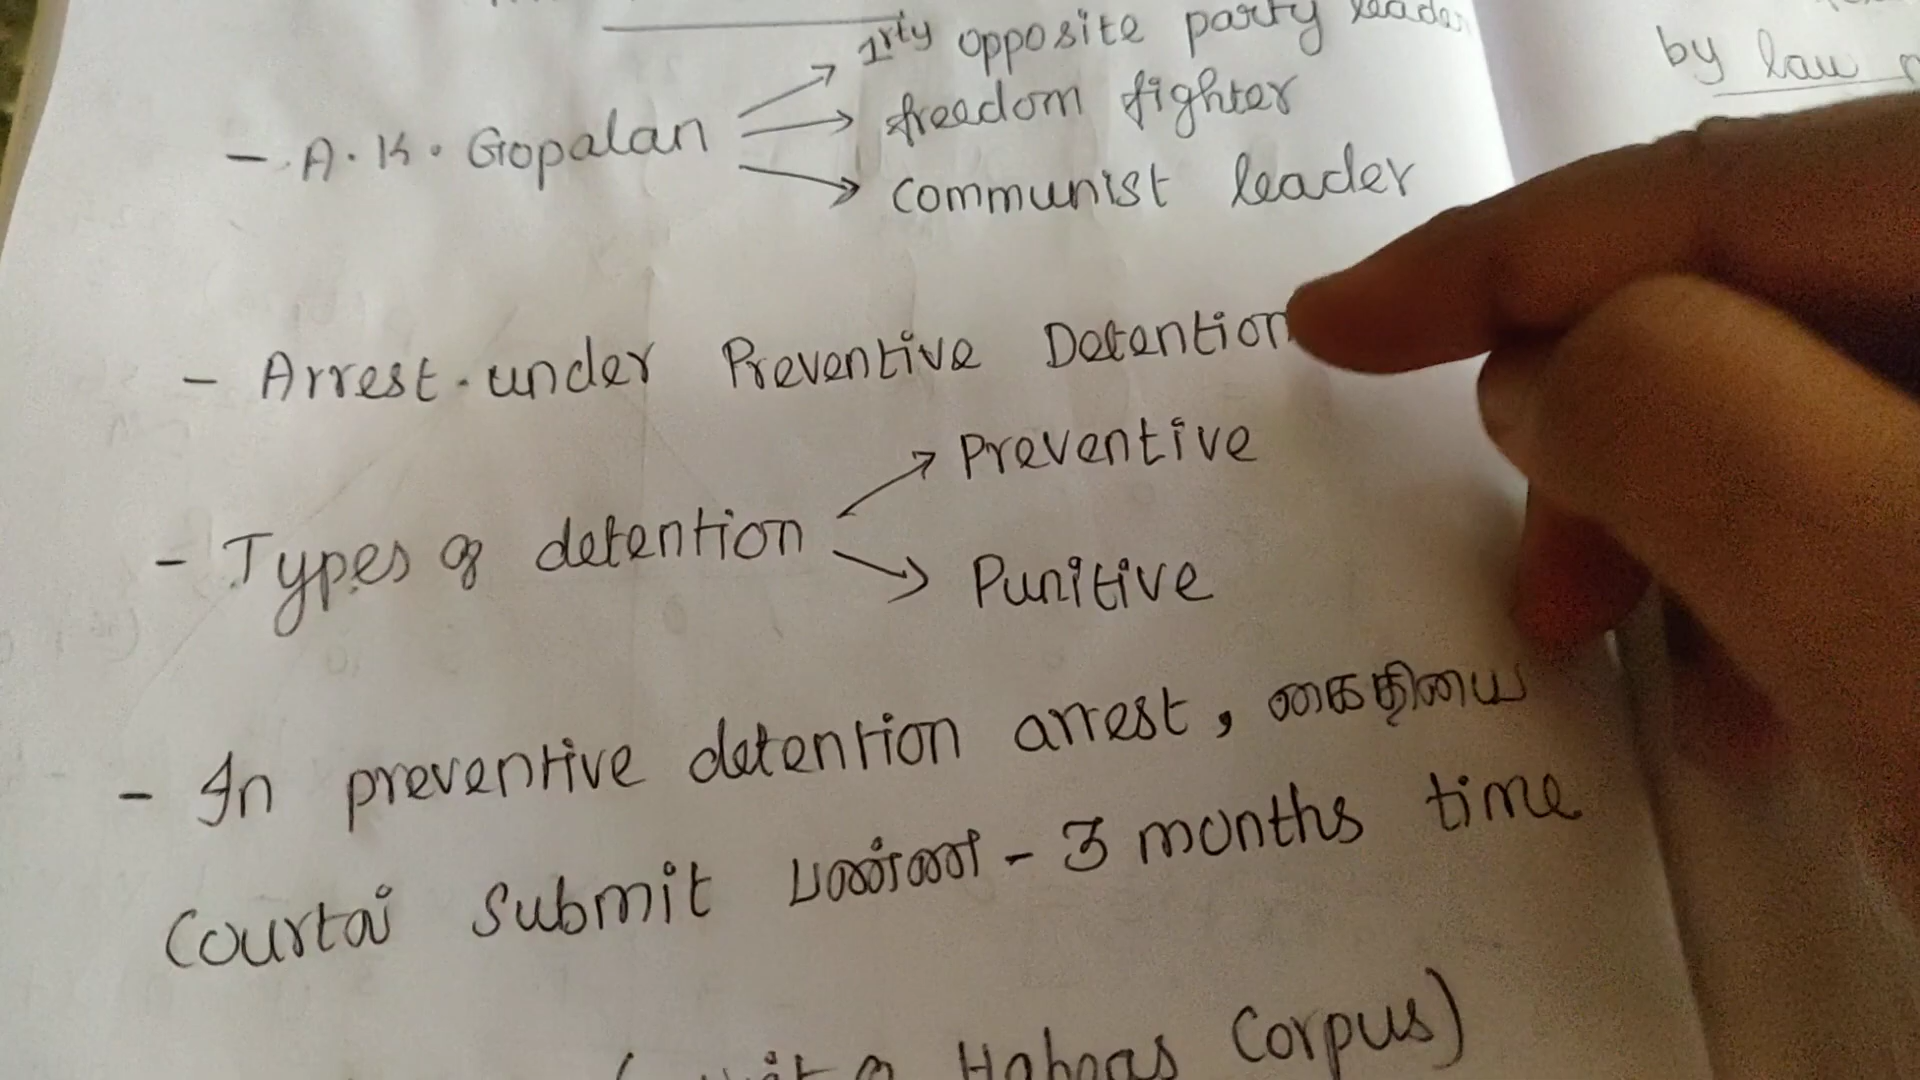 1rty opposite party leader
by law
- A. K. Gopalan → freedom fighter
→ communist leader
- Arrest under Preventive Detention
→ Preventive
- Types of detention
→ Punitive
- In preventive detention arrest, கைதியை
Courtல் Submit பண்ண - 3 months time
Habeas Corpus)